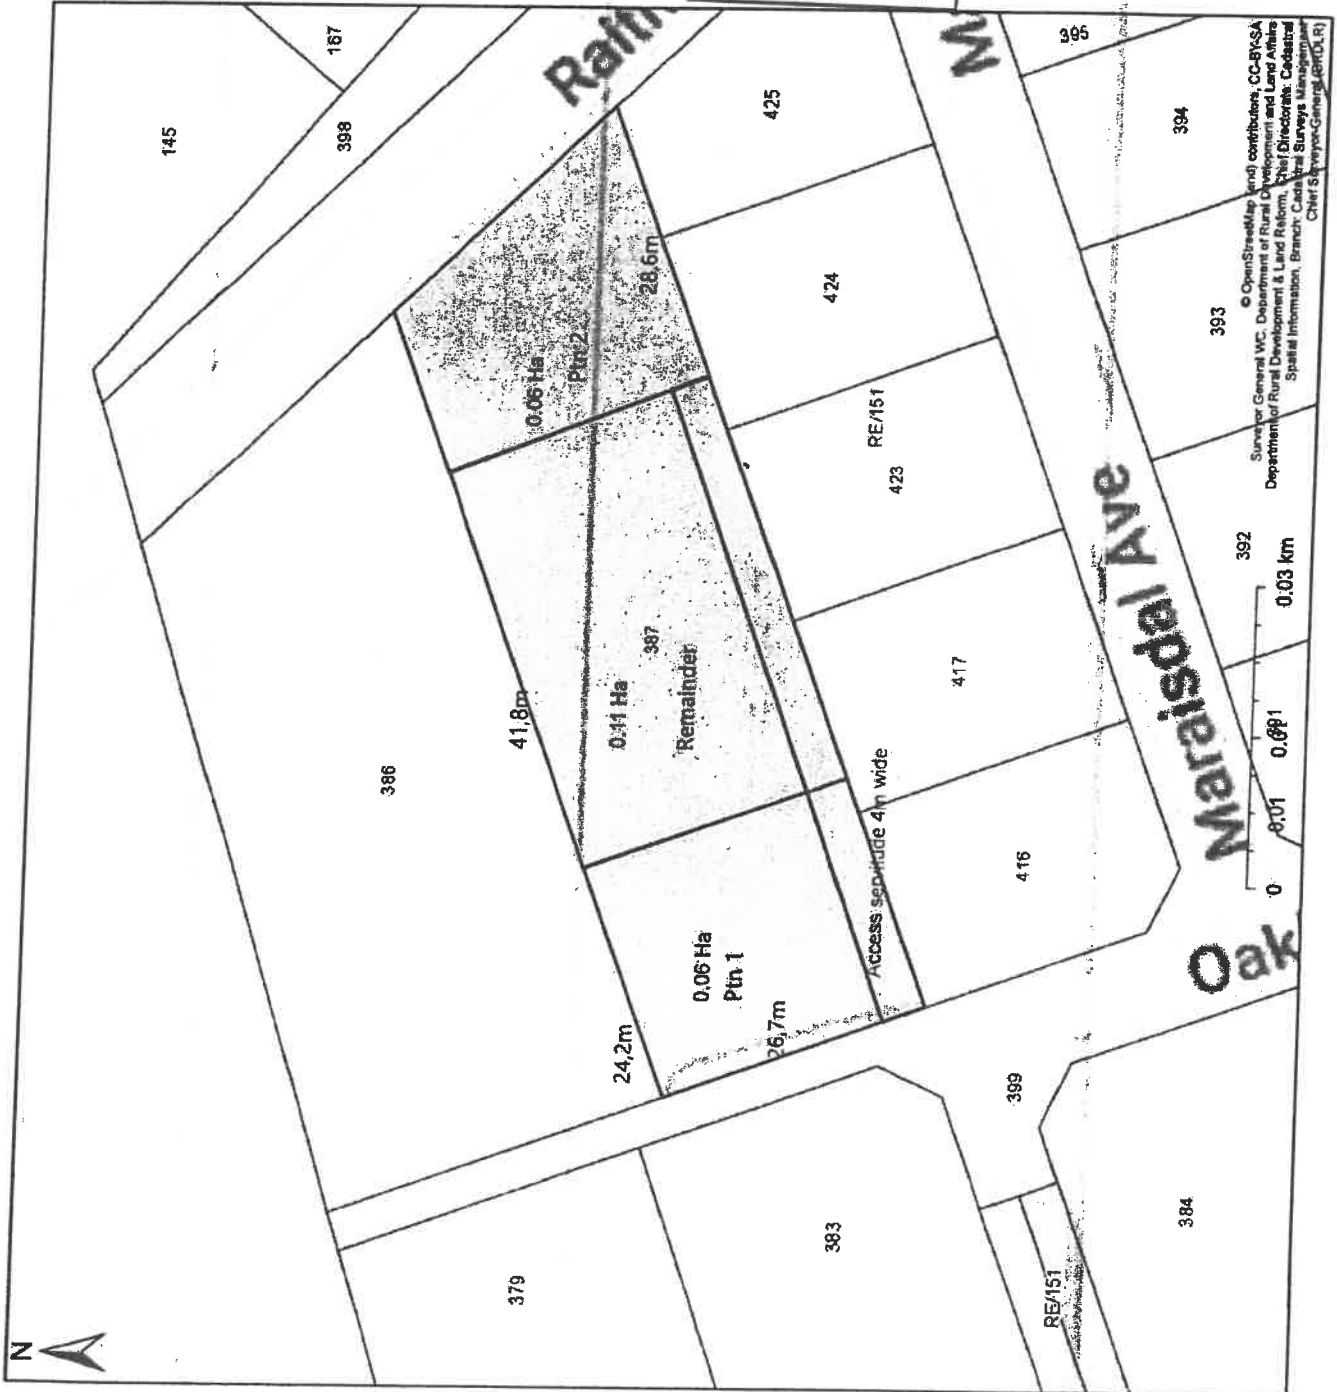 N
145
398
167
Raith
386
425
M
395
394
41,8m
0.06 Ha
Ptn 2
28,6m
424
393
0.11 Ha
387
Remainder
RE/151
423
392
417
Maraisdal Ave
24,2m
0.06 Ha
Ptn 1
26,7m
Access servitude 4m wide
416
Oak
379
383
399
384
RE/151
0
0.01
0.03 km
Surveyor General WC, Department of Rural Development and Land Affairs
Department of Rural Development & Land Reform, Chief Directorate: Cadastral
Spatial Information, Branch: Cadastral Surveys Management
Chief Surveyor-General (DRDLR)
© OpenStreetMap (and) contributors, CC-BY-SA